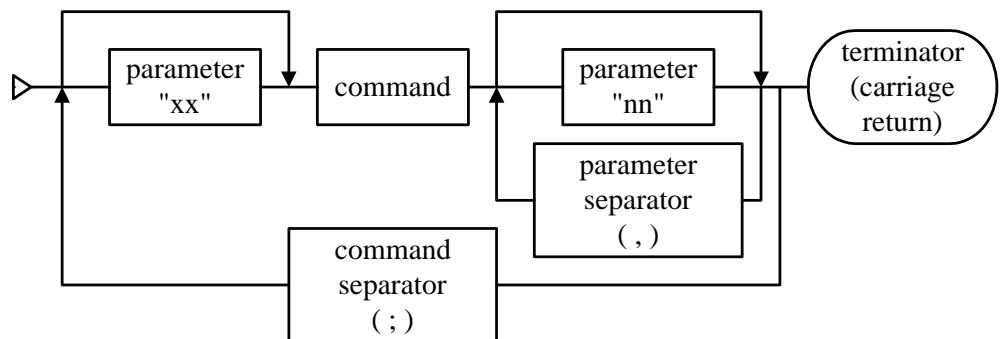 parameter
"xx"
command
parameter
"nn"
terminator
(carriage
return)
parameter
separator
( , )
command
separator
( ; )